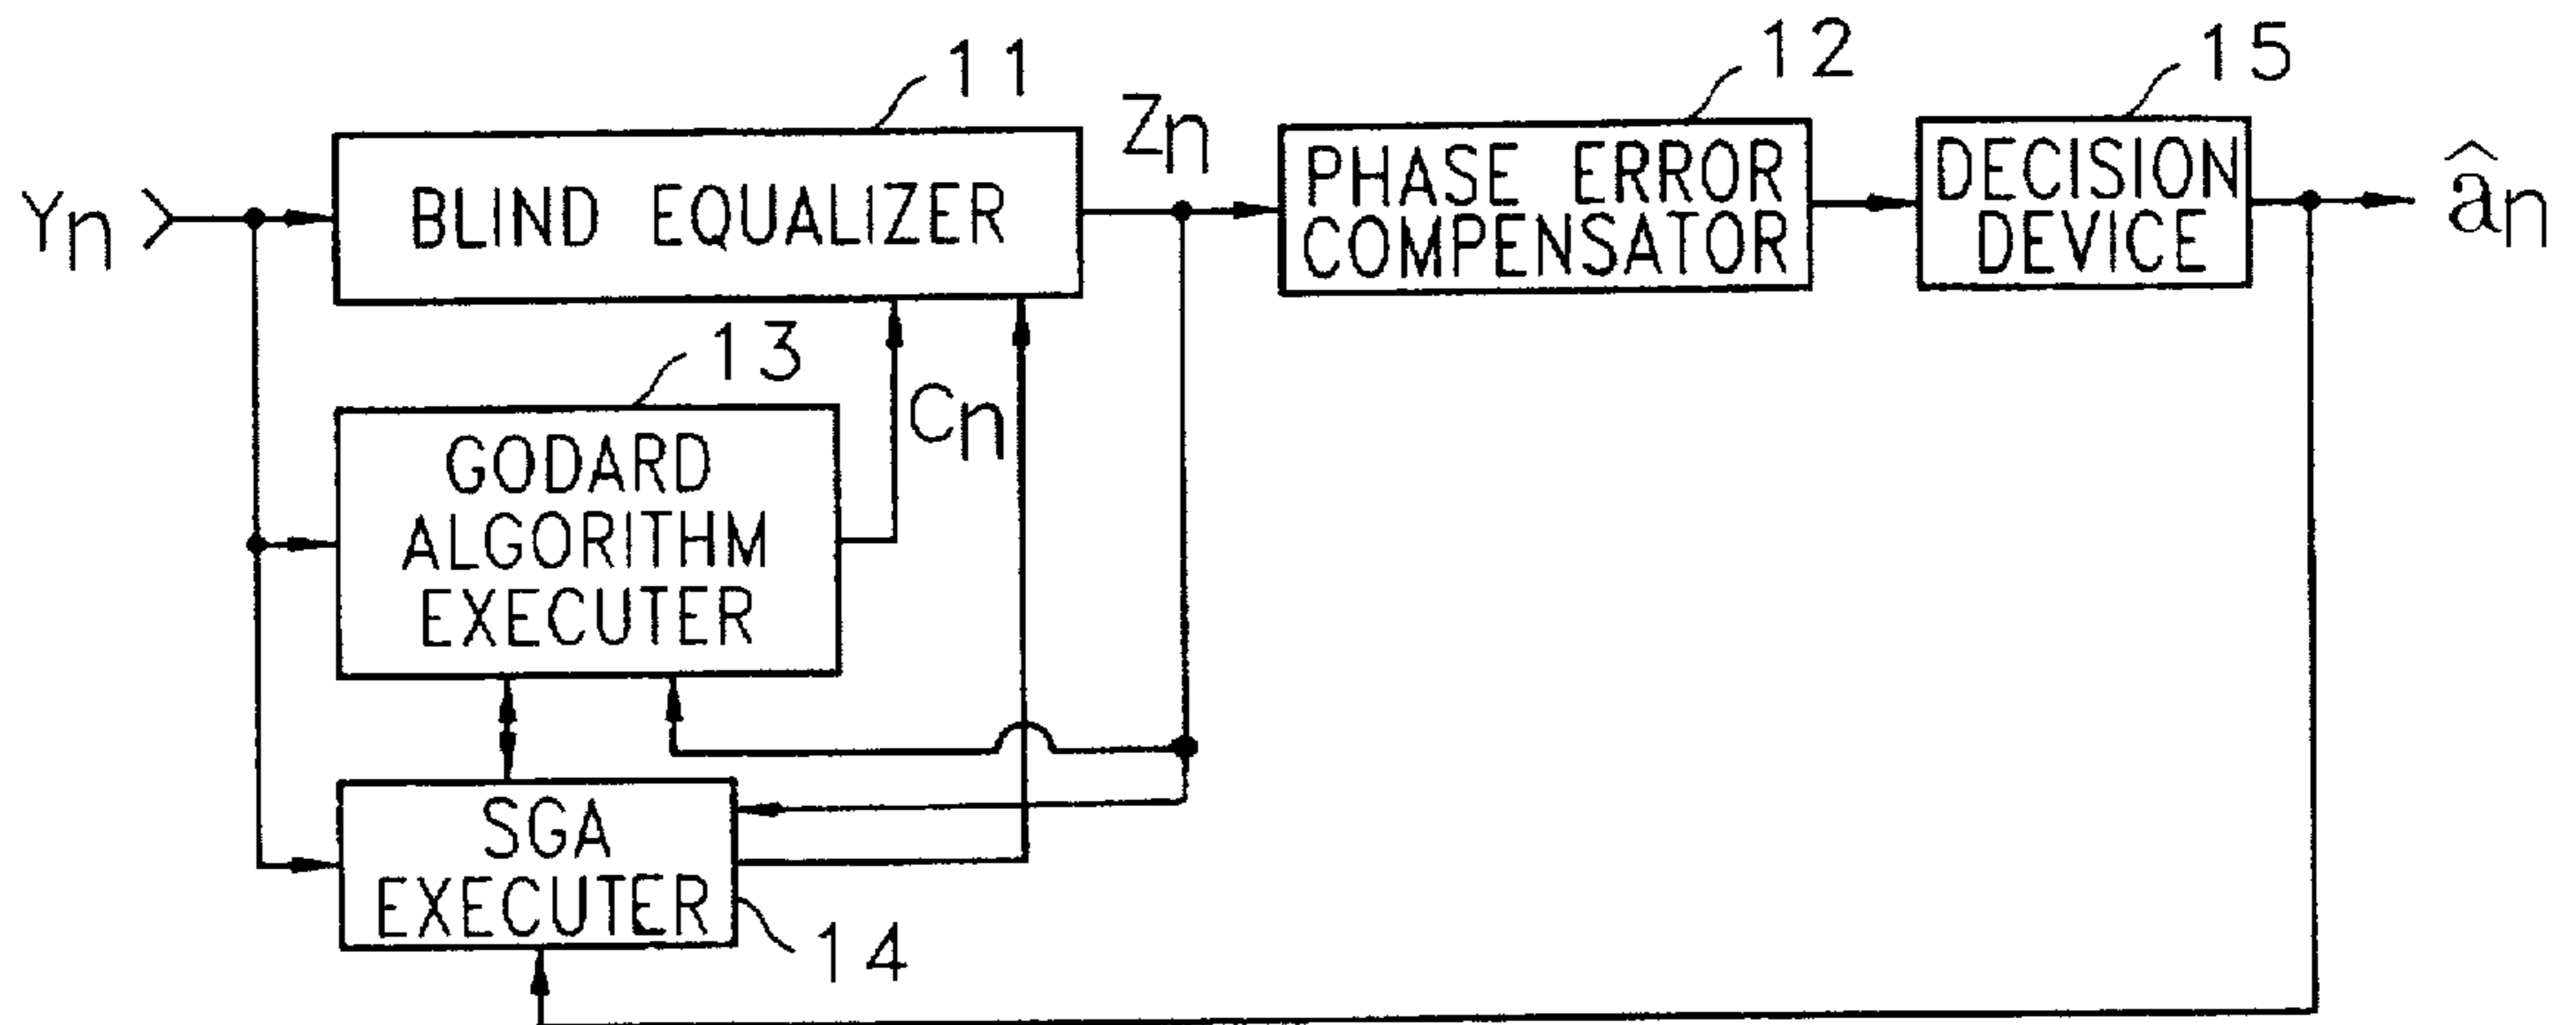 11
12
15
Yn
BLIND EQUALIZER
Zn
PHASE ERROR
COMPENSATOR
DECISION
DEVICE
ân
13
Cn
GODARD
ALGORITHM
EXECUTER
SGA
EXECUTER
14